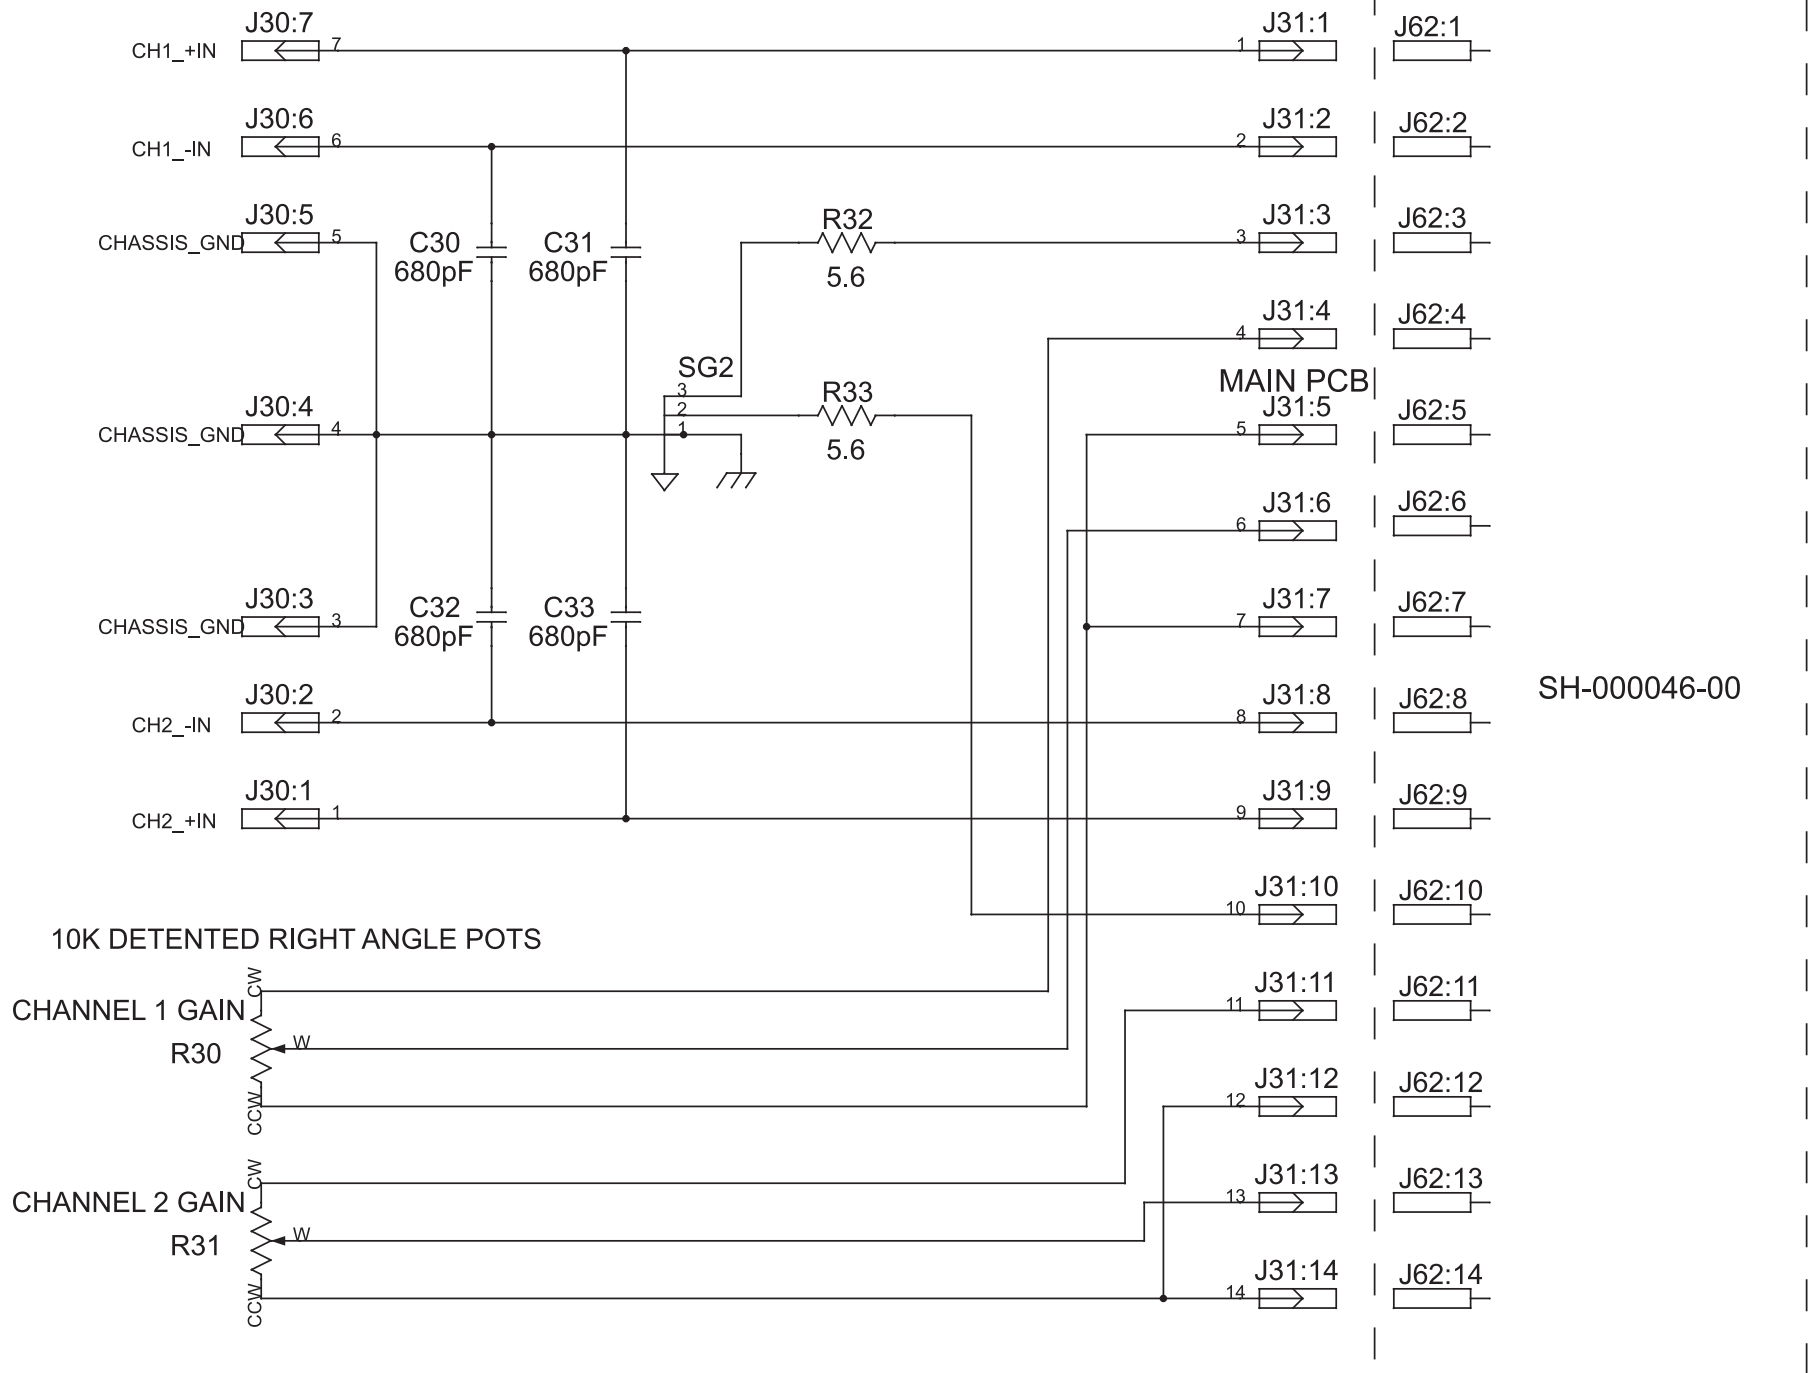 J30:7
J31:1
J62:1
CH1_+IN
7
1
J30:6
J31:2
J62:2
CH1_-IN
6
2
J30:5
R32
J31:3
J62:3
CHASSIS_GND
5
C30
C31
3
680pF
680pF
5.6
J31:4
J62:4
4
SG2
MAIN PCB
3
R33
J30:4
2
J31:5
J62:5
CHASSIS_GND
4
1
5
5.6
J31:6
J62:6
6
J30:3
C32
C33
J31:7
J62:7
CHASSIS_GND
3
680pF
680pF
7
SH-000046-00
J30:2
J31:8
J62:8
CH2_-IN
2
8
J30:1
J31:9
J62:9
CH2_+IN
1
9
J31:10
J62:10
10
10K DETENTED RIGHT ANGLE POTS
CW
J31:11
J62:11
CHANNEL 1 GAIN
11
R30
W
J31:12
J62:12
CCW
12
CW
J31:13
J62:13
CHANNEL 2 GAIN
13
R31
W
J31:14
J62:14
CCW
14